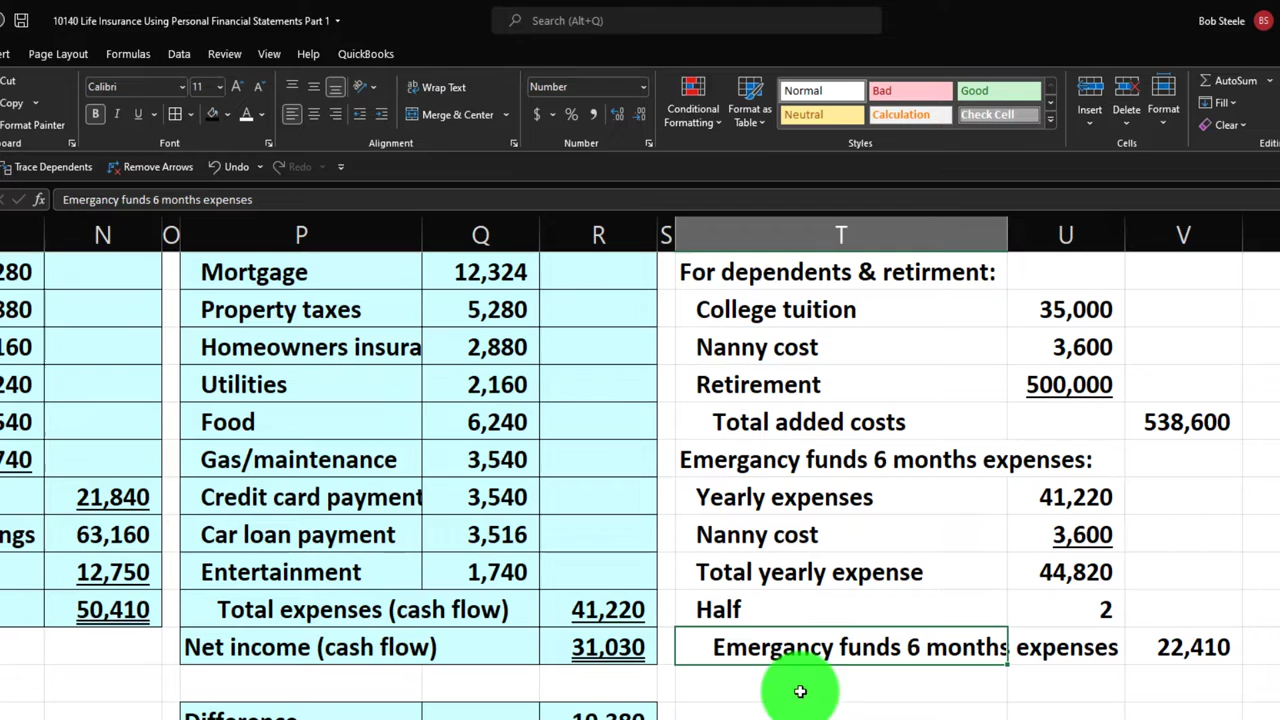 10140 Life Insurance Using Personal Financial Statements Part 1
Search (Alt+Q)
Bob Steele BS
Page Layout Formulas Data Review View Help QuickBooks
Cut
Copy
Format Painter
Calibri 11
B I U
Font
Wrap Text
Merge & Center
Alignment
Number
$ % 9
Number
Conditional Formatting
Format as Table
Normal Bad Good
Neutral Calculation Check Cell
Styles
Insert Delete Format
Cells
AutoSum
Fill
Clear
Trace Dependents Remove Arrows Undo Redo
fx Emergancy funds 6 months expenses
N O P Q R S T U V
280 Mortgage 12,324 For dependents & retirment:
880 Property taxes 5,280 College tuition 35,000
160 Homeowners insura 2,880 Nanny cost 3,600
240 Utilities 2,160 Retirement 500,000
540 Food 6,240 Total added costs 538,600
740 Gas/maintenance 3,540 Emergancy funds 6 months expenses:
21,840 Credit card payment 3,540 Yearly expenses 41,220
ngs 63,160 Car loan payment 3,516 Nanny cost 3,600
12,750 Entertainment 1,740 Total yearly expense 44,820
50,410 Total expenses (cash flow) 41,220 Half 2
Net income (cash flow) 31,030 Emergancy funds 6 months expenses 22,410